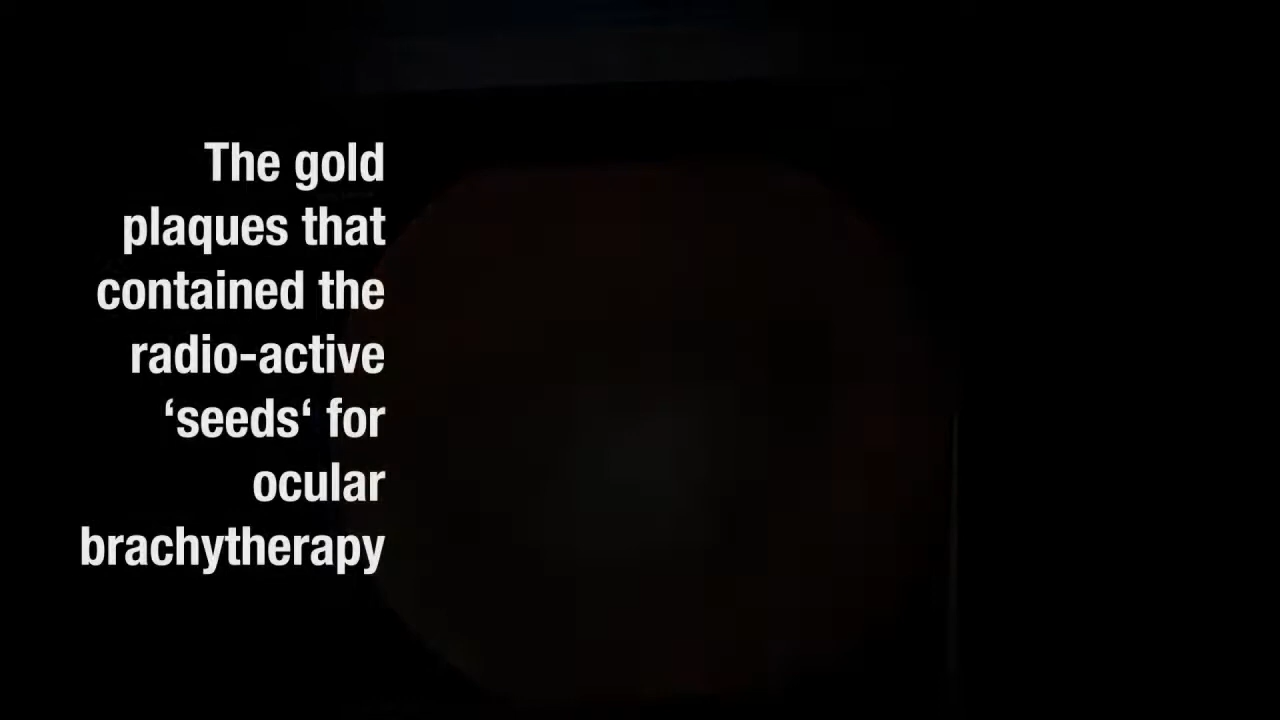 The gold
plaques that
contained the
radio-active
‘seeds‘ for
ocular
brachytherapy